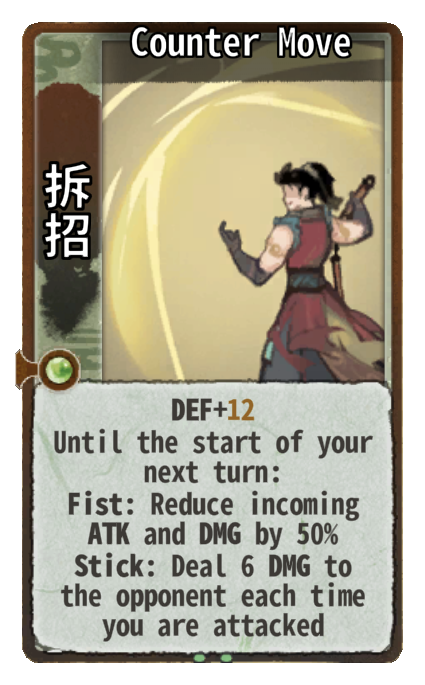 Counter Move
拆招
DEF+12
Until the start of your
next turn:
Fist: Reduce incoming
ATK and DMG by 50%
Stick: Deal 6 DMG to
the opponent each time
you are attacked